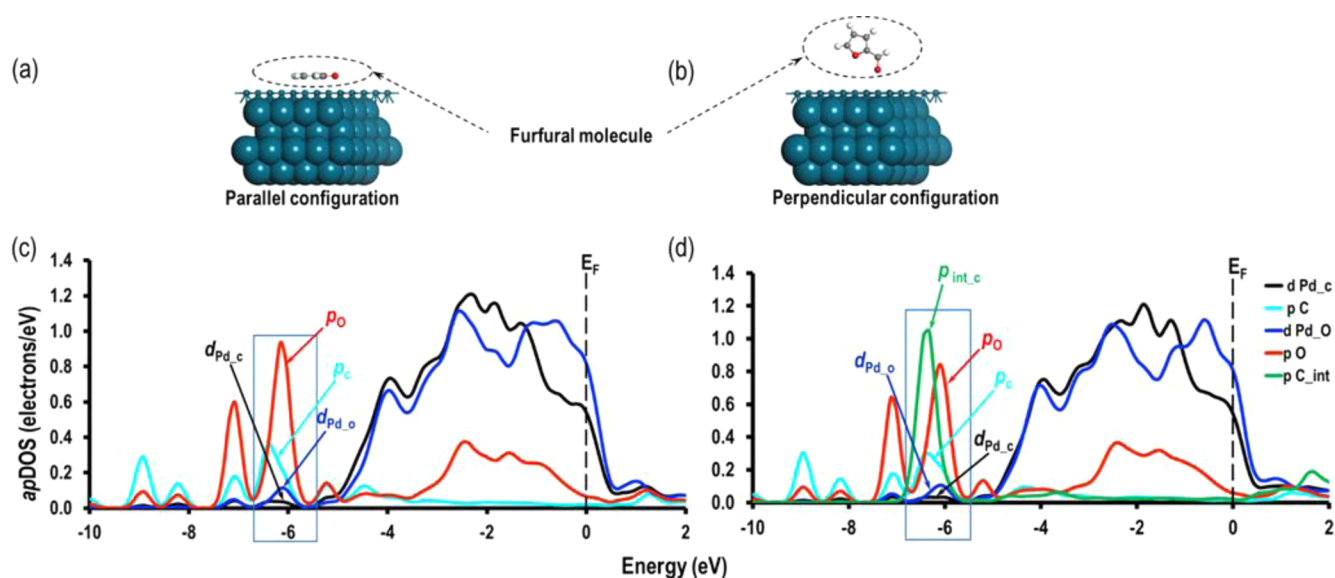 (a)
(b)
Furfural molecule
Parallel configuration
Perpendicular configuration
(c)
(d)
apDOS (electrons/eV)
1.4
1.2
1.0
0.8
0.6
0.4
0.2
0.0
-10
-8
-6
-4
-2
0
2
E_F
p_O
d_Pd_c
p_c
d_Pd_o
1.4
1.2
1.0
0.8
0.6
0.4
0.2
0.0
-10
-8
-6
-4
-2
0
2
E_F
p_int_c
p_O
d_Pd_o
p_c
d_Pd_c
d Pd_c
p C
d Pd_O
p O
p C_int
Energy (eV)